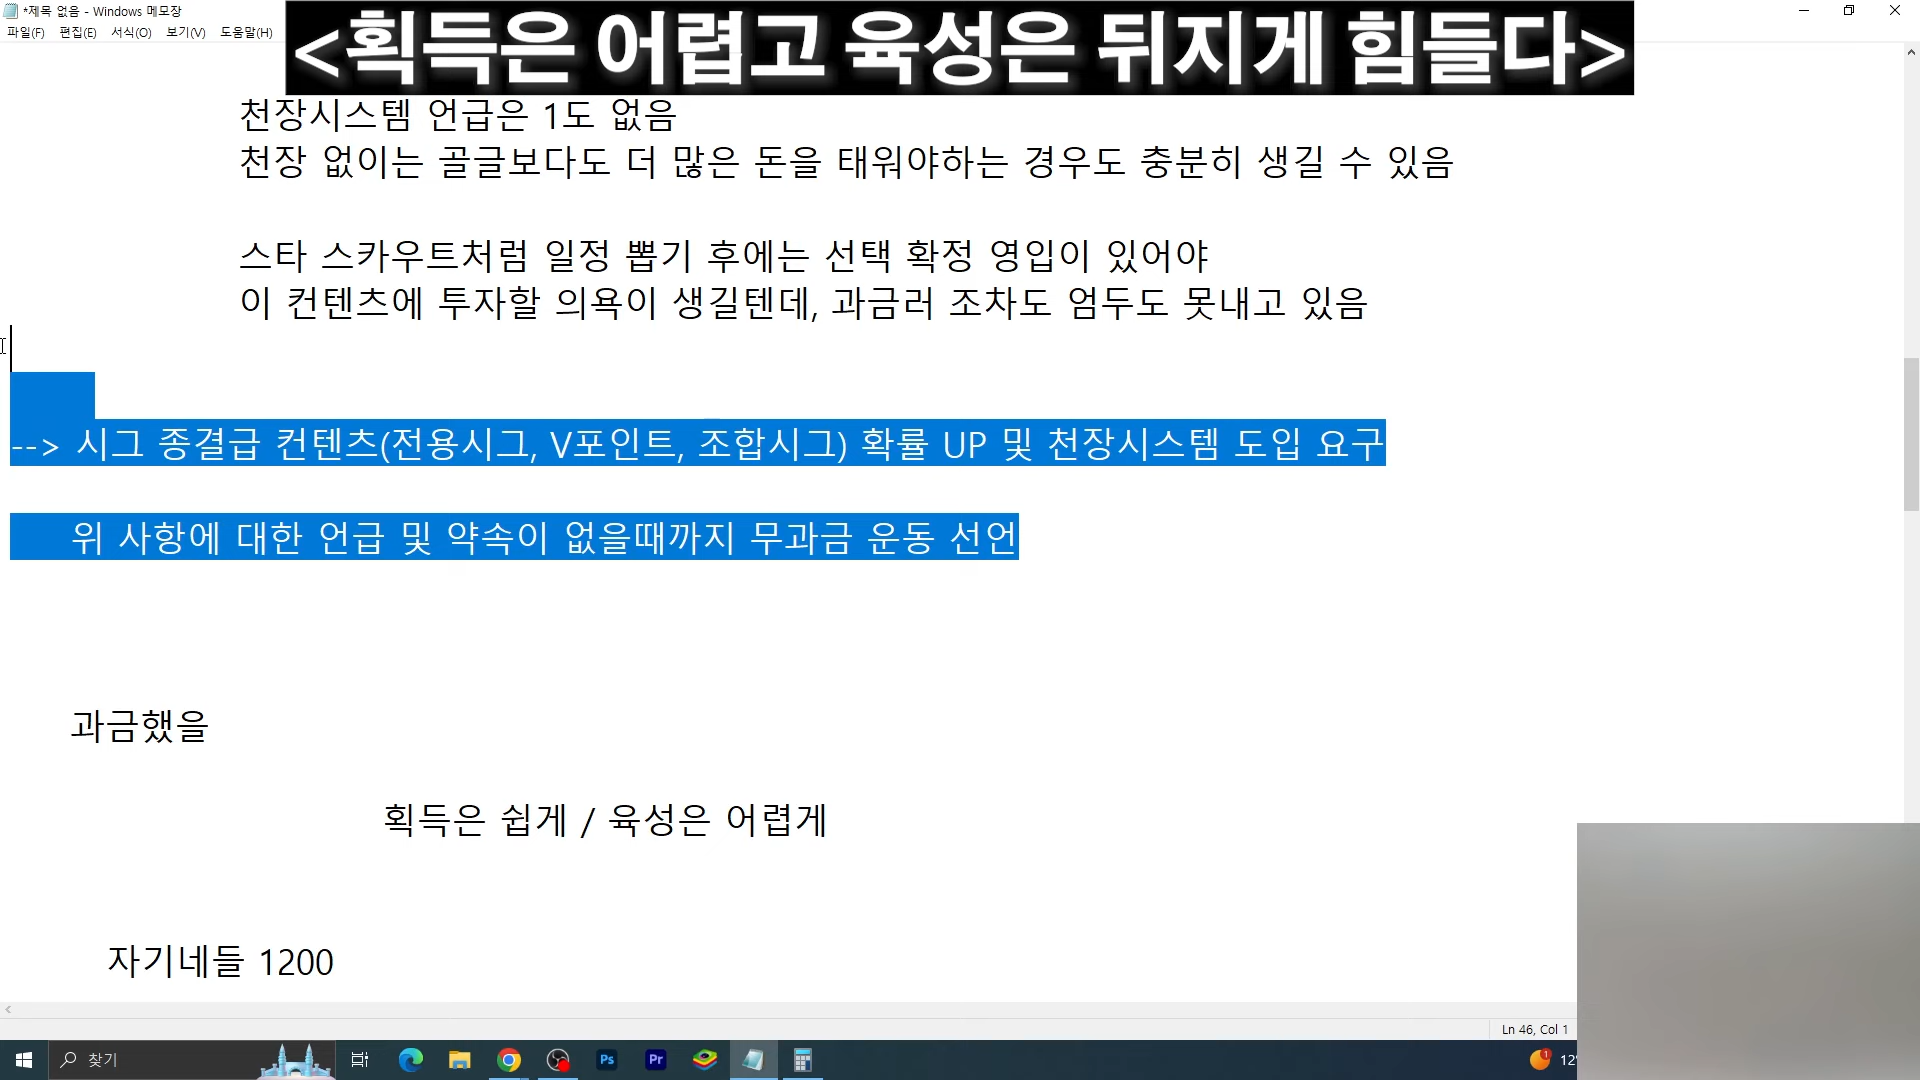 *제목 없음 - Windows 메모장
파일(F) 편집(E) 서식(O) 보기(V) 도움말(H)
<획득은 어렵고 육성은 뒤지게 힘들다>
천장시스템 언급은 1도 없음
천장 없이는 골글보다도 더 많은 돈을 태워야하는 경우도 충분히 생길 수 있음
스타 스카우트처럼 일정 뽑기 후에는 선택 확정 영입이 있어야
이 컨텐츠에 투자할 의욕이 생길텐데, 과금러 조차도 엄두도 못내고 있음
--> 시그 종결급 컨텐츠(전용시그, V포인트, 조합시그) 확률 UP 및 천장시스템 도입 요구
위 사항에 대한 언급 및 약속이 없을때까지 무과금 운동 선언
과금했을
획득은 쉽게 / 육성은 어렵게
자기네들 1200
Ln 46, Col 1
찾기
Ps
Pr
1
12°